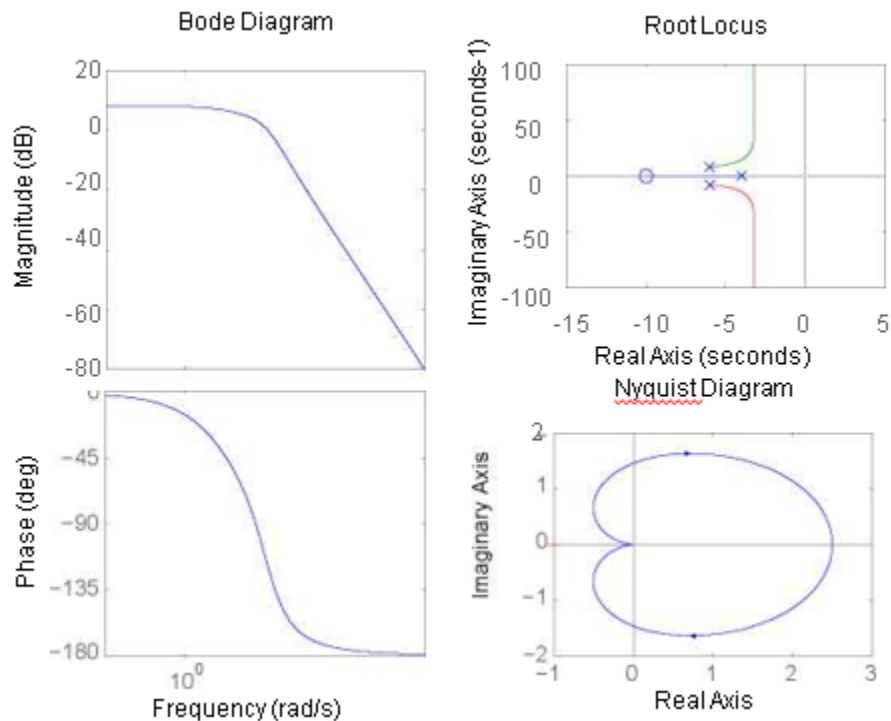 Bode Diagram
20
0
-20
-40
-60
-80
Magnitude (dB)
0
-45
-90
-135
-180
Phase (deg)
10^0
Frequency (rad/s)
Root Locus
100
50
0
-50
-100
Imaginary Axis (seconds-1)
-15 -10 -5 0 5
Real Axis (seconds)
Nyquist Diagram
2
1
0
-1
-2
Imaginary Axis
-1 0 1 2 3
Real Axis